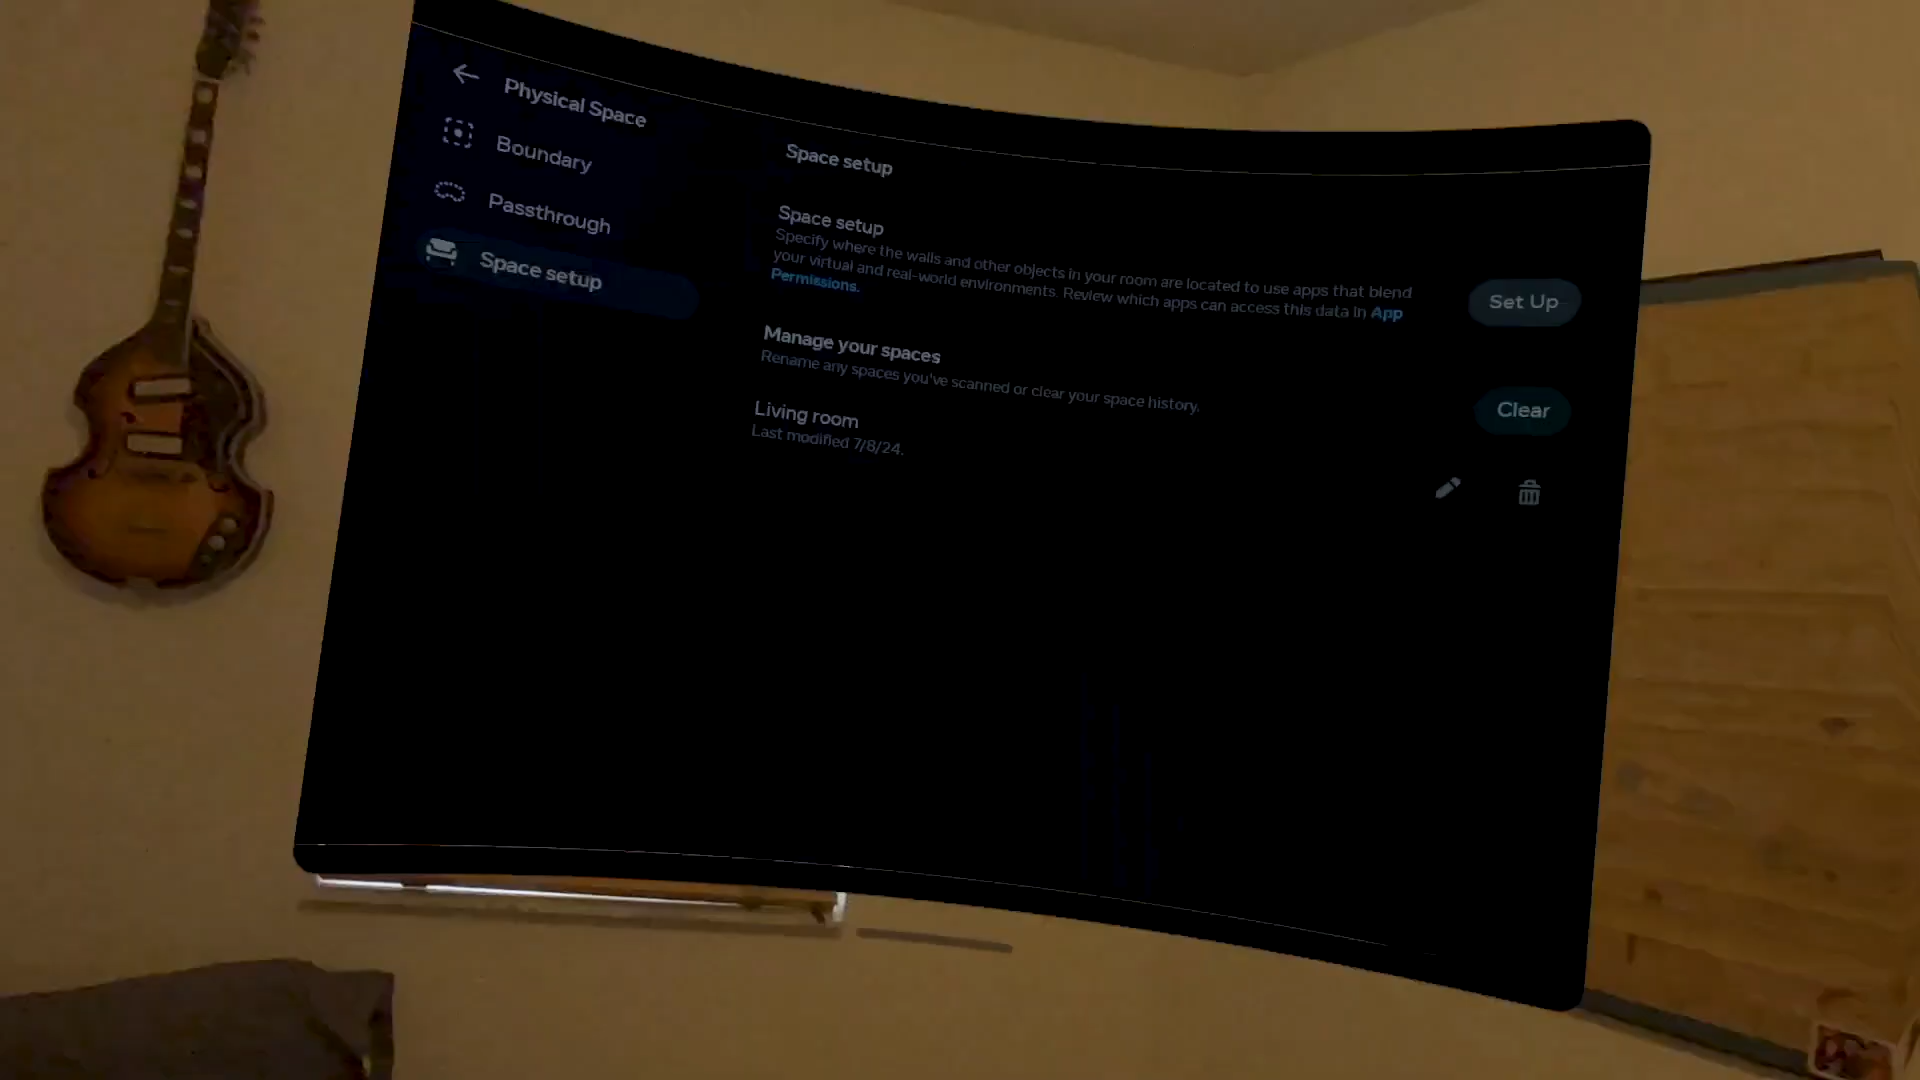 Physical Space
Boundary
Passthrough
Space setup
Space setup
Space setup
Specify where the walls and other objects in your room are located to use apps that blend
your virtual and real-world environments. Review which apps can access this data in App
Permissions.
Set Up
Manage your spaces
Rename any spaces you've scanned or clear your space history.
Clear
Living room
Last modified 7/8/24.